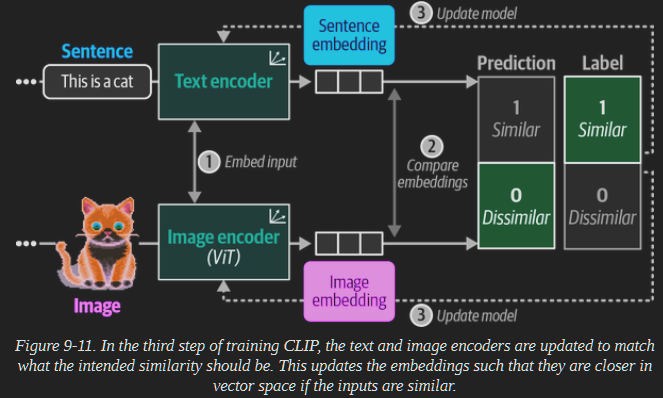 3 Update model
Sentence
Sentence
embedding
Prediction
Label
This is a cat
Text encoder
1
Similar
1
Similar
1 Embed input
2
Compare
embeddings
0
Dissimilar
0
Dissimilar
Image encoder
(ViT)
Image
Image
embedding
3 Update model
Figure 9-11. In the third step of training CLIP, the text and image encoders are updated to match
what the intended similarity should be. This updates the embeddings such that they are closer in
vector space if the inputs are similar.